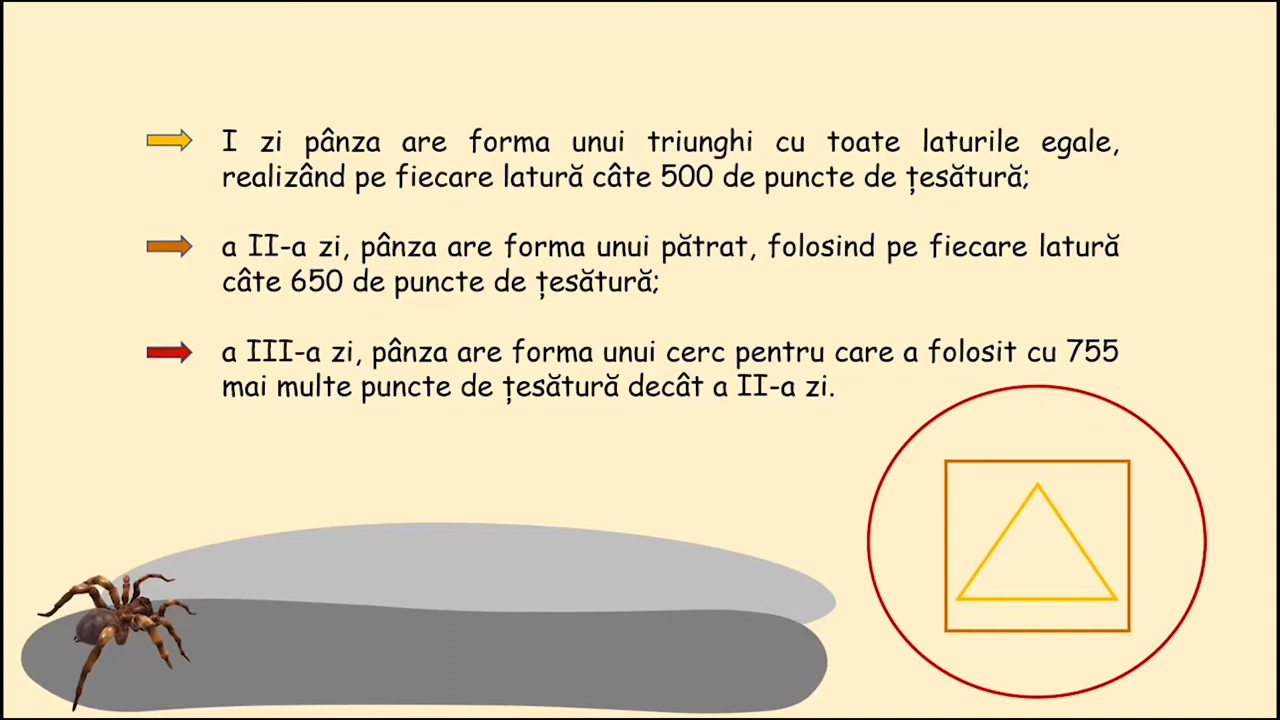 I zi pânza are forma unui triunghi cu toate laturile egale,
realizând pe fiecare latură câte 500 de puncte de țesătură;
a II-a zi, pânza are forma unui pătrat, folosind pe fiecare latură
câte 650 de puncte de țesătură;
a III-a zi, pânza are forma unui cerc pentru care a folosit cu 755
mai multe puncte de țesătură decât a II-a zi.